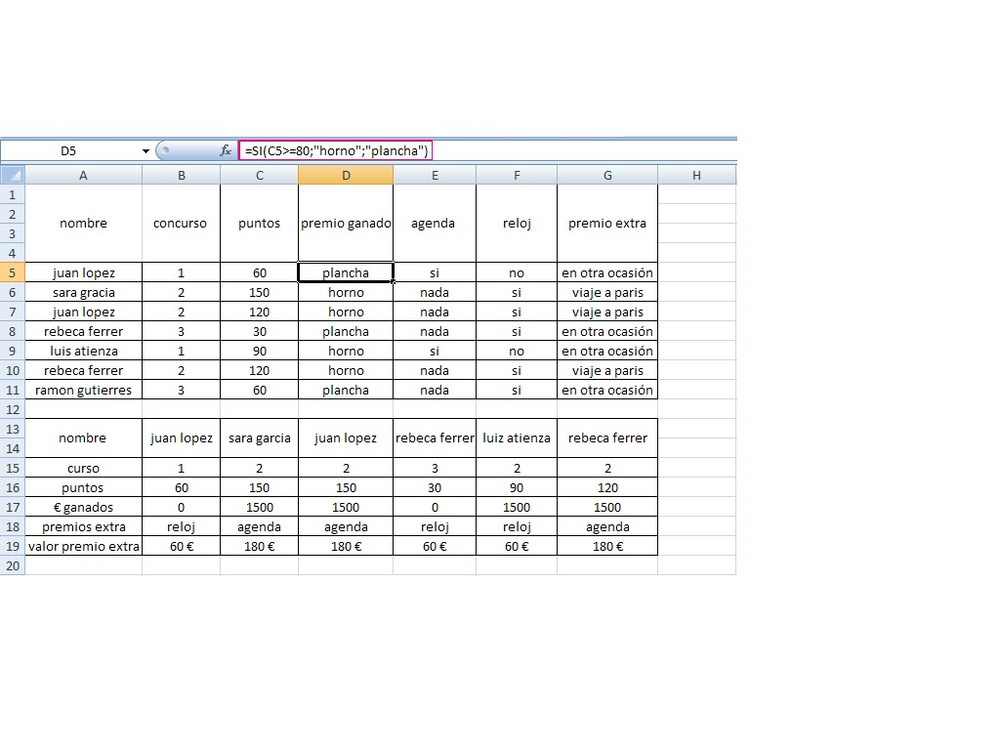 D5 fx =SI(C5>=80;"horno";"plancha")
A B C D E F G H
1
2
3
4
nombre concurso puntos premio ganado agenda reloj premio extra
5 juan lopez 1 60 plancha si no en otra ocasión
6 sara gracia 2 150 horno nada si viaje a paris
7 juan lopez 2 120 horno nada si viaje a paris
8 rebeca ferrer 3 30 plancha nada si en otra ocasión
9 luis atienza 1 90 horno si no en otra ocasión
10 rebeca ferrer 2 120 horno nada si viaje a paris
11 ramon gutierres 3 60 plancha nada si en otra ocasión
12
13
14
nombre juan lopez sara garcia juan lopez rebeca ferrer luiz atienza rebeca ferrer
15 curso 1 2 2 3 2 2
16 puntos 60 150 150 30 90 120
17 € ganados 0 1500 1500 0 1500 1500
18 premios extra reloj agenda agenda reloj reloj agenda
19 valor premio extra 60 € 180 € 180 € 60 € 60 € 180 €
20